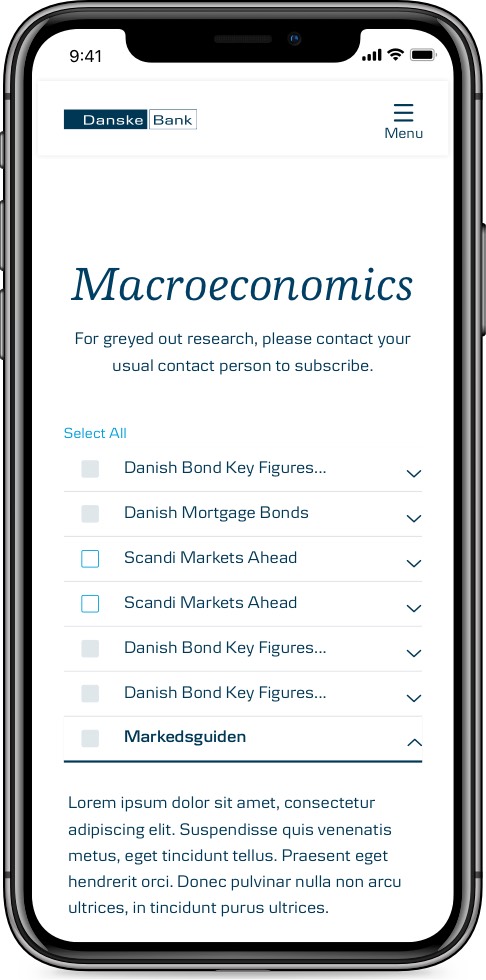 9:41
Danske Bank
Menu
Macroeconomics
For greyed out research, please contact your
usual contact person to subscribe.
Select All
Danish Bond Key Figures...
Danish Mortgage Bonds
Scandi Markets Ahead
Scandi Markets Ahead
Danish Bond Key Figures...
Danish Bond Key Figures...
Markedsguiden
Lorem ipsum dolor sit amet, consectetur
adipiscing elit. Suspendisse quis venenatis
metus, eget tincidunt tellus. Praesent eget
hendrerit orci. Donec pulvinar nulla non arcu
ultrices, in tincidunt purus ultrices.